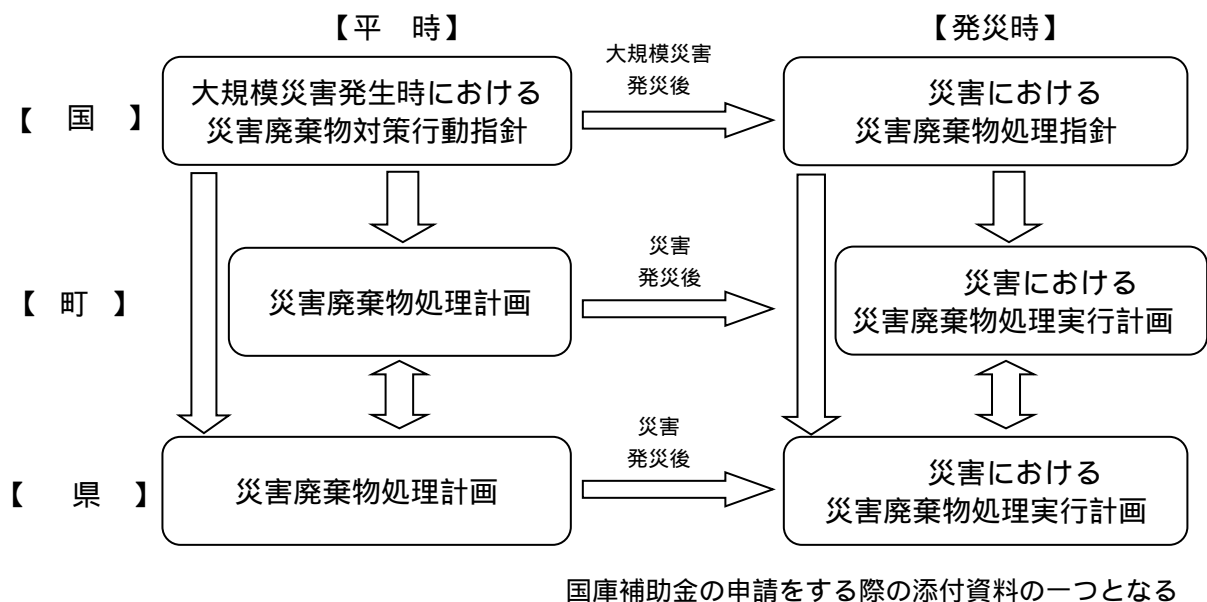 【平　時】
【発災時】
大規模災害
発災後
【　国　】
大規模災害発生時における
災害廃棄物対策行動指針
災害における
災害廃棄物処理指針
災害
発災後
【　町　】
災害廃棄物処理計画
災害における
災害廃棄物処理実行計画
災害
発災後
【　県　】
災害廃棄物処理計画
災害における
災害廃棄物処理実行計画
国庫補助金の申請をする際の添付資料の一つとなる